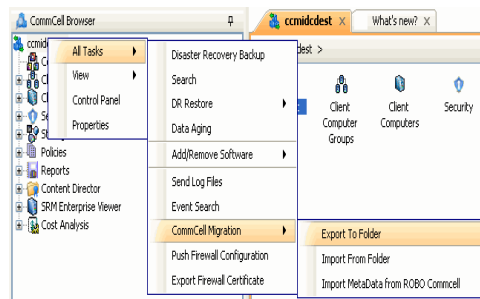 CommCell Browser
ccmidcdest
What's new?
ccmid
dest >
All Tasks
View
Control Panel
Properties
Disaster Recovery Backup
Search
DR Restore
Data Aging
Add/Remove Software
Send Log Files
Event Search
CommCell Migration
Push Firewall Configuration
Export Firewall Certificate
Export To Folder
Import From Folder
Import MetaData from ROBO Commcell
Client Computer Groups
Client Computers
Security
Policies
Reports
Content Director
SRM Enterprise Viewer
Cost Analysis